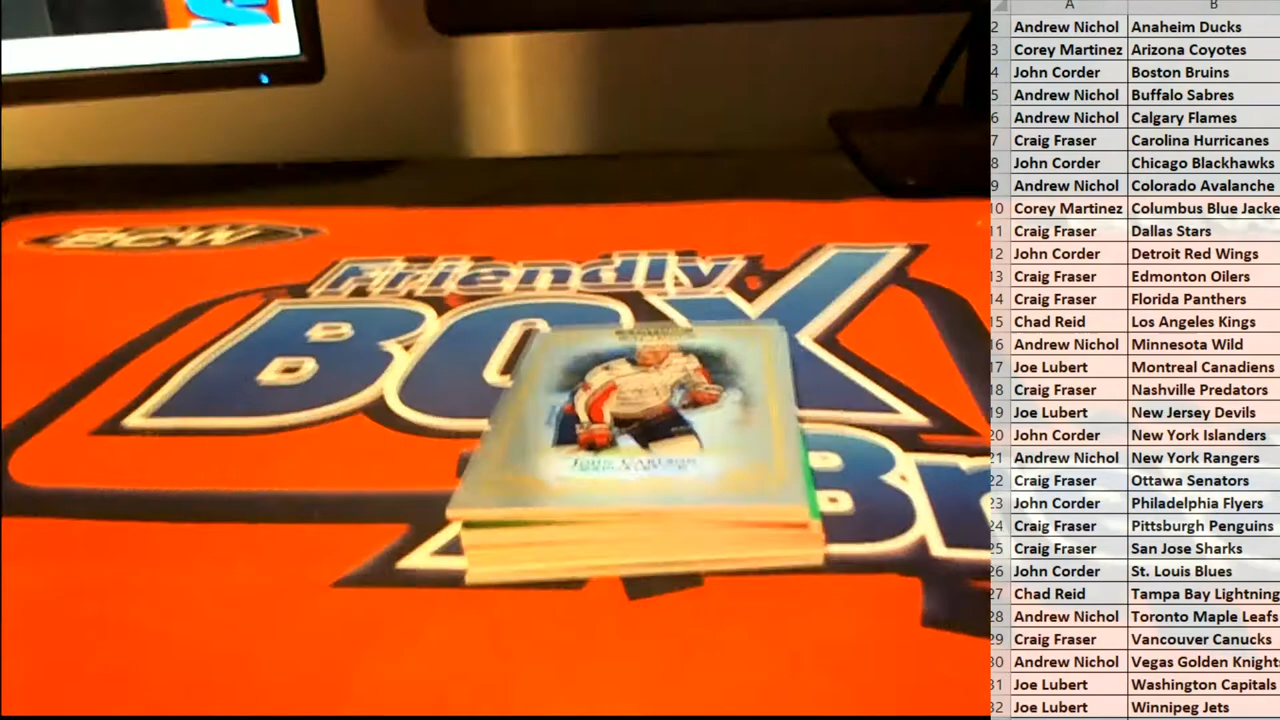 A B
2 Andrew Nichol Anaheim Ducks
3 Corey Martinez Arizona Coyotes
4 John Corder Boston Bruins
5 Andrew Nichol Buffalo Sabres
6 Andrew Nichol Calgary Flames
7 Craig Fraser Carolina Hurricanes
8 John Corder Chicago Blackhawks
9 Andrew Nichol Colorado Avalanche
10 Corey Martinez Columbus Blue Jacke
11 Craig Fraser Dallas Stars
12 John Corder Detroit Red Wings
13 Craig Fraser Edmonton Oilers
14 Craig Fraser Florida Panthers
15 Chad Reid Los Angeles Kings
16 Andrew Nichol Minnesota Wild
17 Joe Lubert Montreal Canadiens
18 Craig Fraser Nashville Predators
19 Joe Lubert New Jersey Devils
20 John Corder New York Islanders
21 Andrew Nichol New York Rangers
22 Craig Fraser Ottawa Senators
23 John Corder Philadelphia Flyers
24 Craig Fraser Pittsburgh Penguins
25 Craig Fraser San Jose Sharks
26 John Corder St. Louis Blues
27 Chad Reid Tampa Bay Lightning
28 Andrew Nichol Toronto Maple Leafs
29 Craig Fraser Vancouver Canucks
30 Andrew Nichol Vegas Golden Knight
31 Joe Lubert Washington Capitals
32 Joe Lubert Winnipeg Jets
BCW
Friendly
BOX
Br
John Carlson